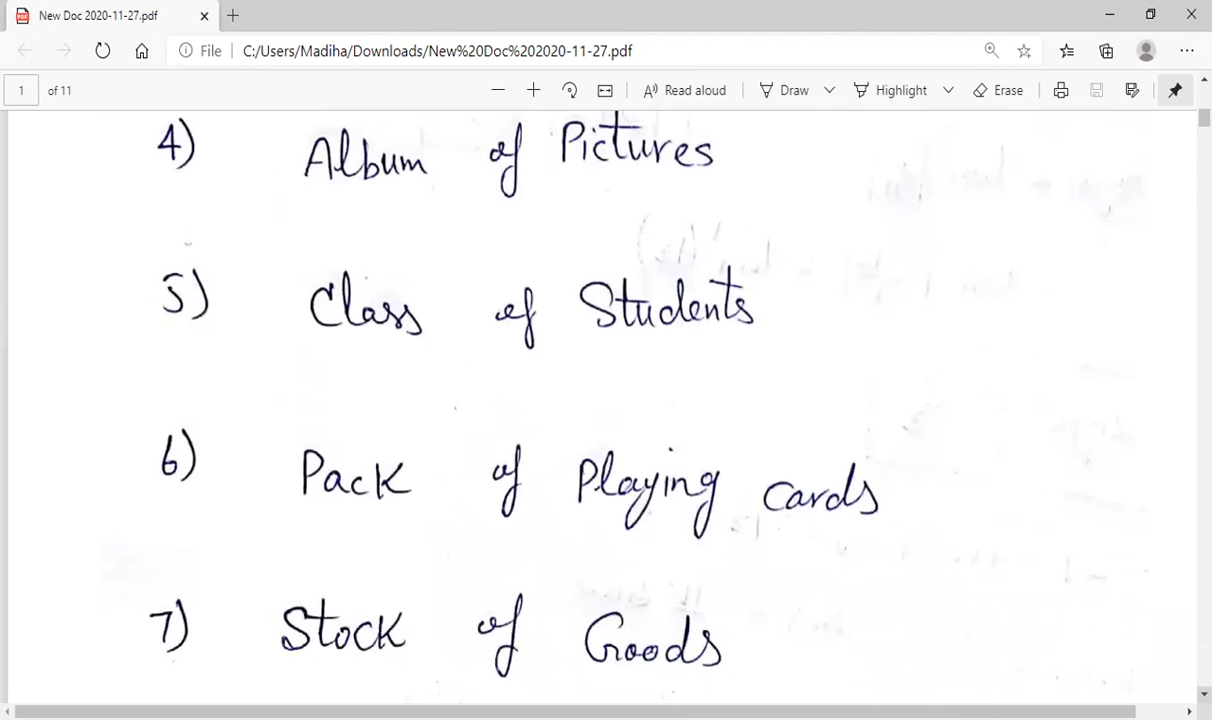 New Doc 2020-11-27.pdf
File C:/Users/Madiha/Downloads/New%20Doc%202020-11-27.pdf
1 of 11 Read aloud Draw Highlight Erase
4) Album of Pictures
5) Class of Students
6) Pack of Playing cards
7) Stock of Goods